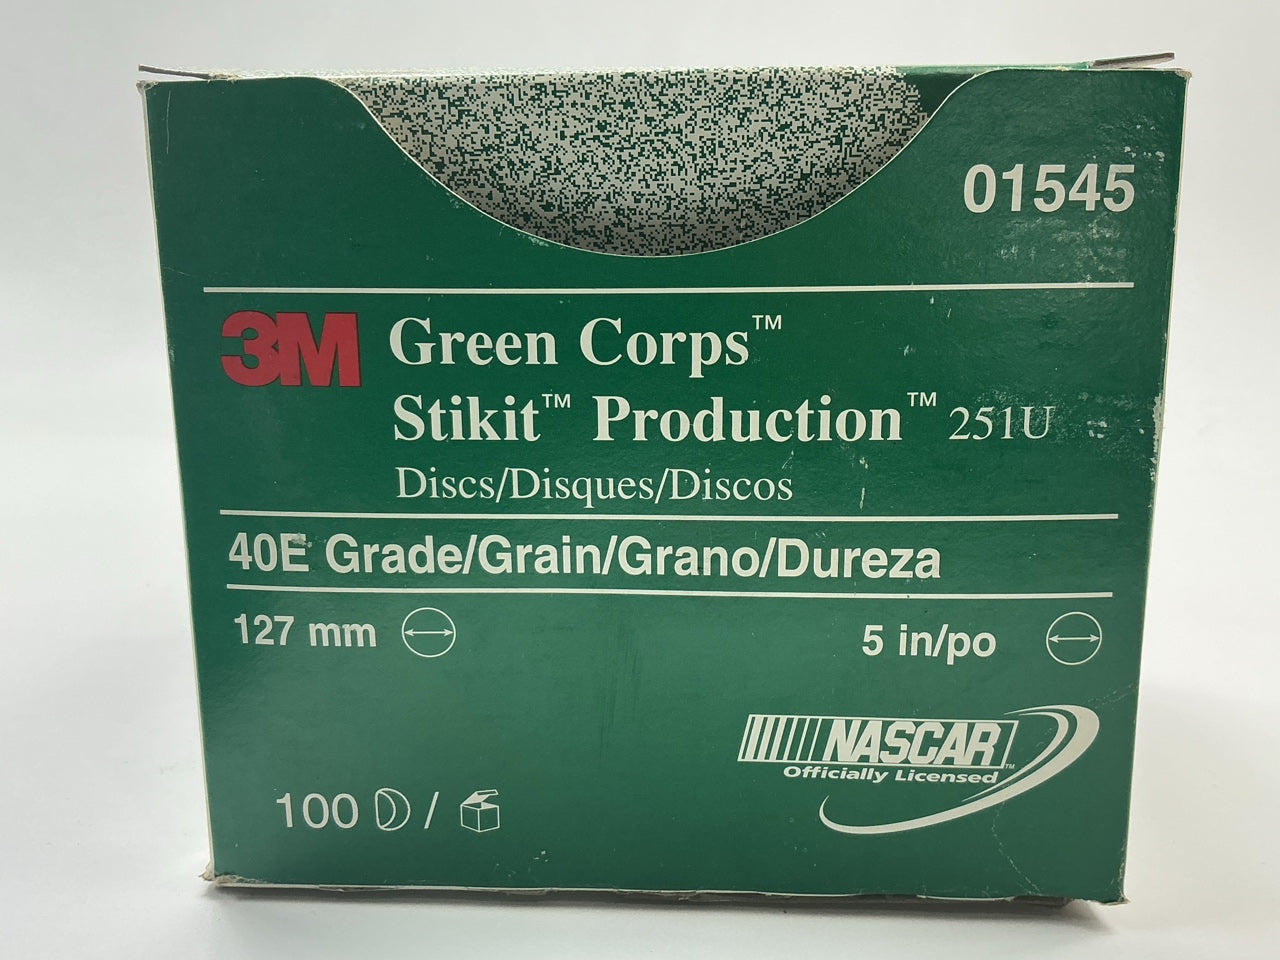 01545
3M Green Corps™
Stikit™ Production™ 251U
Discs/Disques/Discos
40E Grade/Grain/Grano/Dureza
127 mm
5 in/po
NASCAR™
Officially Licensed
100 /